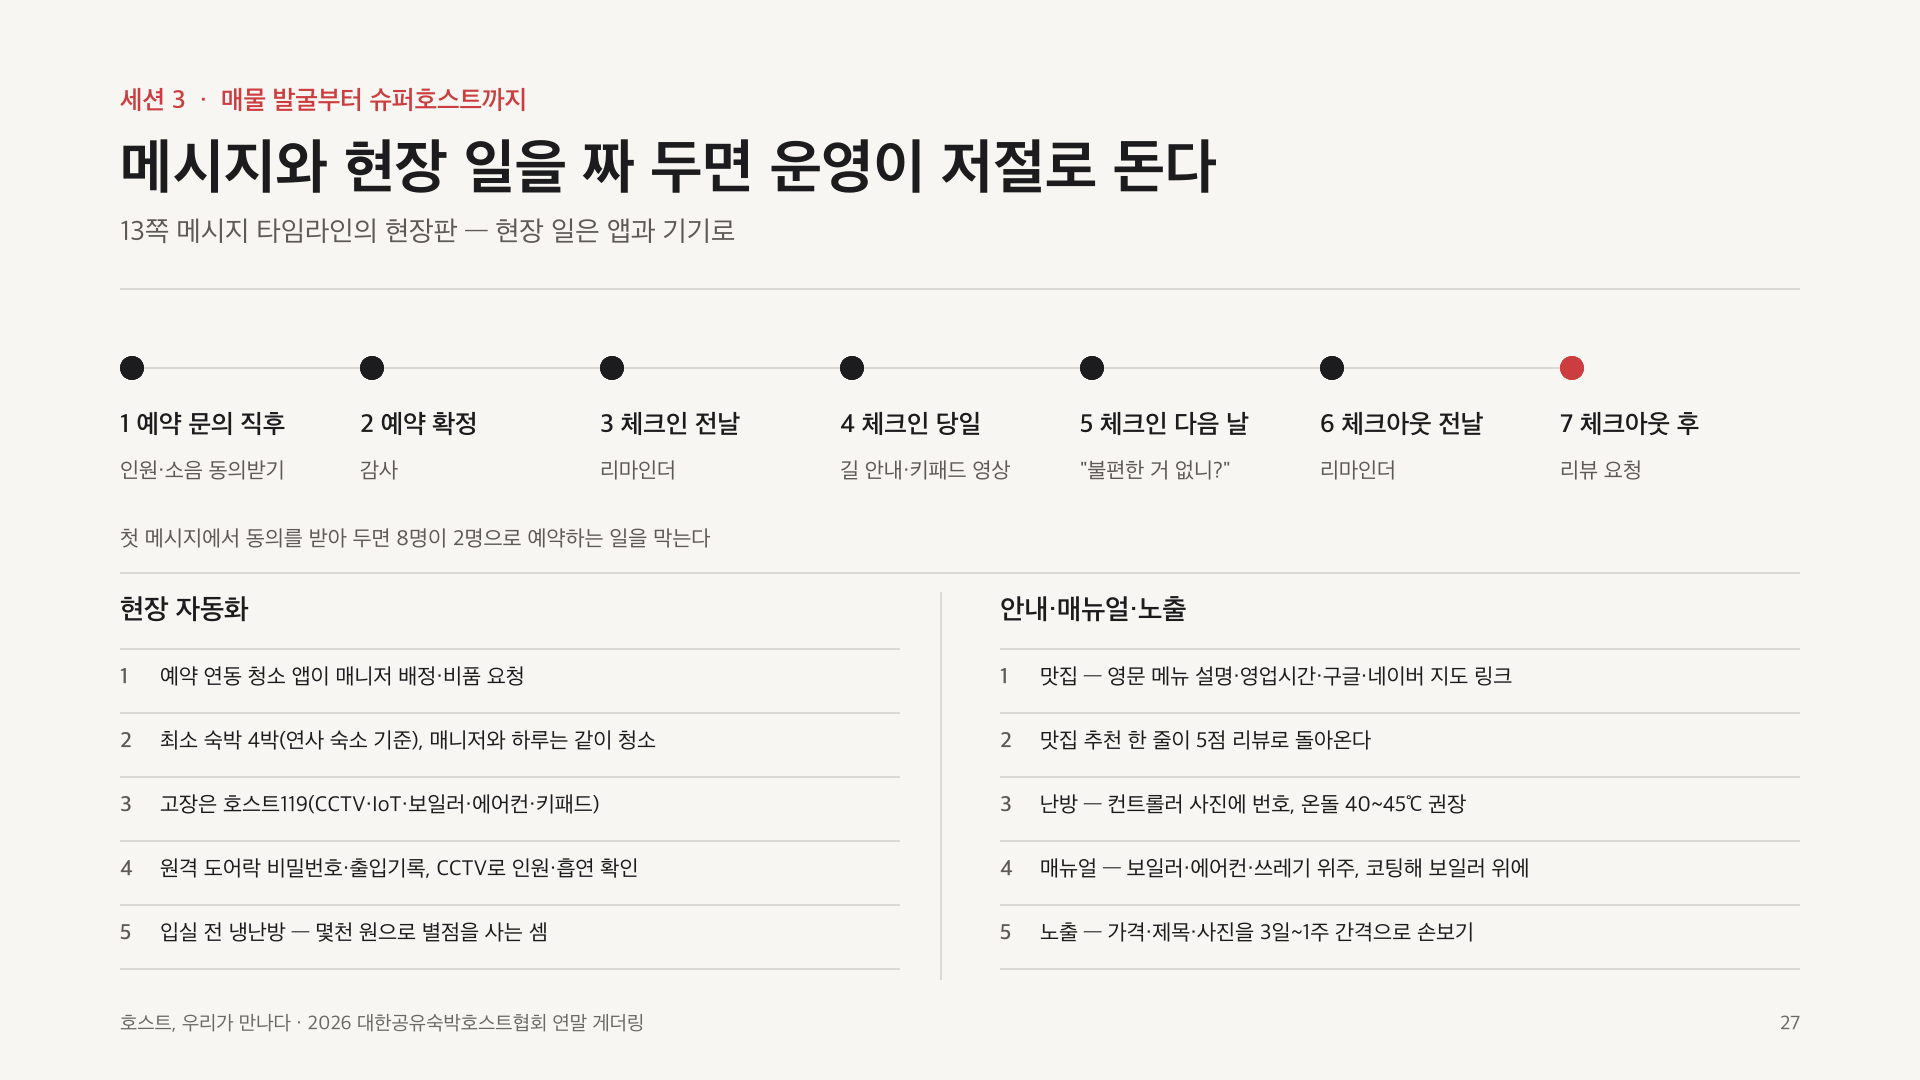 세션 3 · 매물 발굴부터 슈퍼호스트까지
메시지와 현장 일을 짜 두면 운영이 저절로 돈다
13쪽 메시지 타임라인의 현장판 — 현장 일은 앱과 기기로
1 예약 문의 직후
인원·소음 동의받기
2 예약 확정
감사
3 체크인 전날
리마인더
4 체크인 당일
길 안내·키패드 영상
5 체크인 다음 날
"불편한 거 없니?"
6 체크아웃 전날
리마인더
7 체크아웃 후
리뷰 요청
첫 메시지에서 동의를 받아 두면 8명이 2명으로 예약하는 일을 막는다
현장 자동화
1 예약 연동 청소 앱이 매니저 배정·비품 요청
2 최소 숙박 4박(연사 숙소 기준), 매니저와 하루는 같이 청소
3 고장은 호스트119(CCTV·IoT·보일러·에어컨·키패드)
4 원격 도어락 비밀번호·출입기록, CCTV로 인원·흡연 확인
5 입실 전 냉난방 — 몇천 원으로 별점을 사는 셈
안내·매뉴얼·노출
1 맛집 — 영문 메뉴 설명·영업시간·구글·네이버 지도 링크
2 맛집 추천 한 줄이 5점 리뷰로 돌아온다
3 난방 — 컨트롤러 사진에 번호, 온돌 40~45℃ 권장
4 매뉴얼 — 보일러·에어컨·쓰레기 위주, 코팅해 보일러 위에
5 노출 — 가격·제목·사진을 3일~1주 간격으로 손보기
호스트, 우리가 만나다 · 2026 대한공유숙박호스트협회 연말 게더링
27